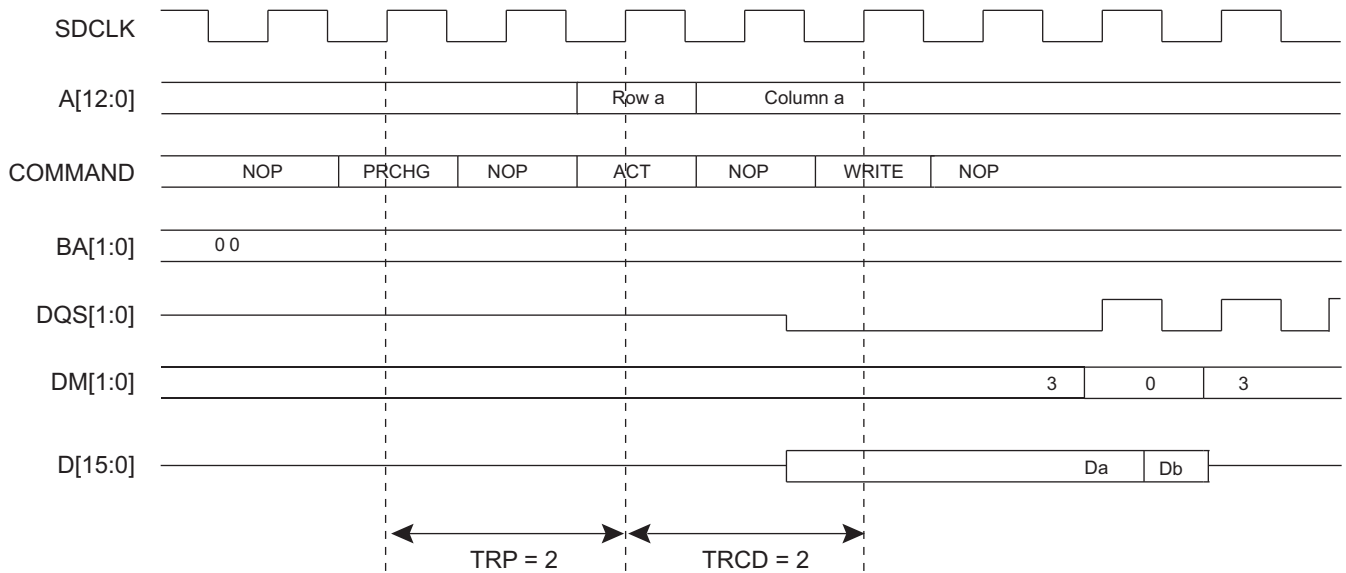 SDCLK
A[12:0] Row a Column a
COMMAND NOP PRCHG NOP ACT NOP WRITE NOP
BA[1:0] 0 0
DQS[1:0]
DM[1:0] 3 0 3
D[15:0] Da Db
TRP = 2 TRCD = 2